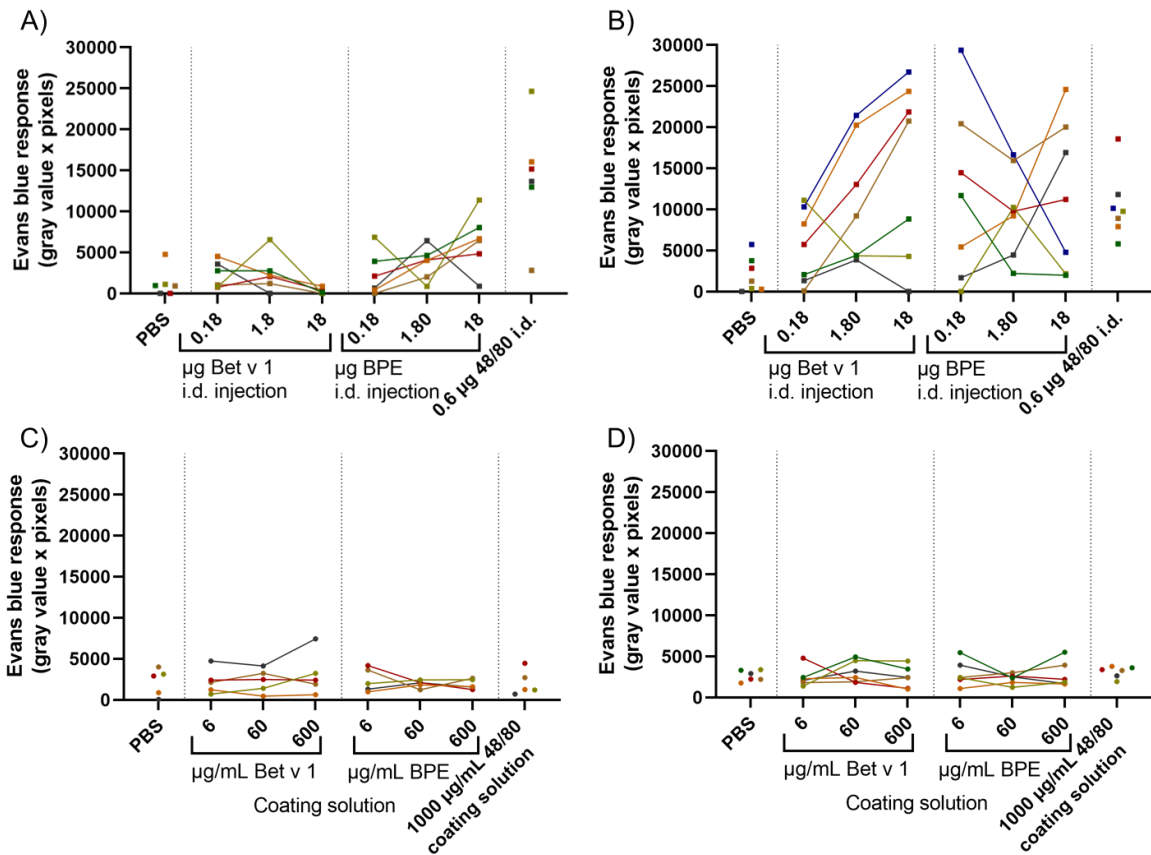 A)
Evans blue response
(gray value x pixels)
30000
25000
20000
15000
10000
5000
0
PBS
0.18
1.8
18
0.18
1.80
18
0.6 µg 48/80 i.d.
µg Bet v 1
i.d. injection
µg BPE
i.d. injection
B)
Evans blue response
(gray value x pixels)
30000
25000
20000
15000
10000
5000
0
PBS
0.18
1.80
18
0.18
1.80
18
0.6 µg 48/80 i.d.
µg Bet v 1
i.d. injection
µg BPE
i.d. injection
C)
Evans blue response
(gray value x pixels)
30000
25000
20000
15000
10000
5000
0
PBS
6
60
600
6
60
600
1000 µg/mL 48/80
coating solution
µg/mL Bet v 1
µg/mL BPE
Coating solution
D)
Evans blue response
(gray value x pixels)
30000
25000
20000
15000
10000
5000
0
PBS
6
60
600
6
60
600
1000 µg/mL 48/80
coating solution
µg/mL Bet v 1
µg/mL BPE
Coating solution